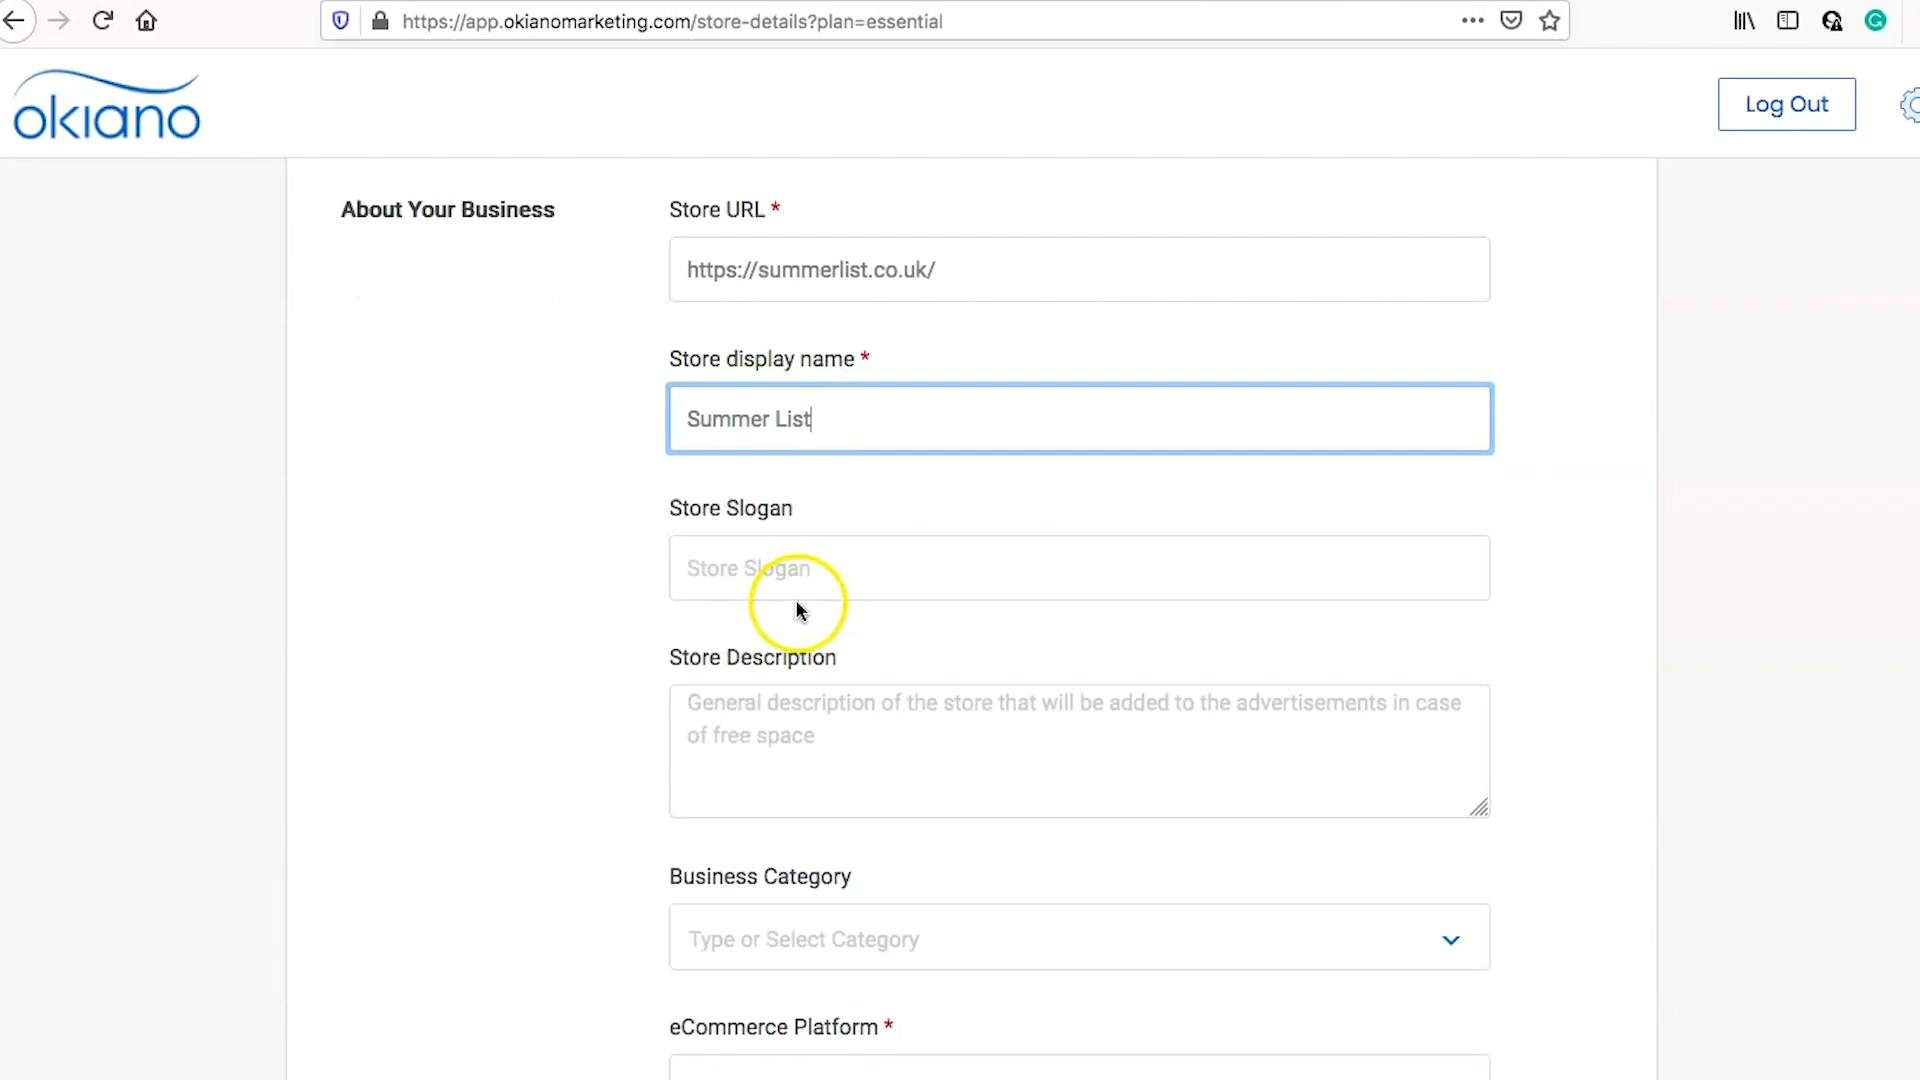 https://app.okianomarketing.com/store-details?plan=essential
okiano
Log Out
About Your Business
Store URL *
https://summerlist.co.uk/
Store display name *
Summer List
Store Slogan
Store Slogan
Store Description
General description of the store that will be added to the advertisements in case
of free space
Business Category
Type or Select Category
eCommerce Platform *